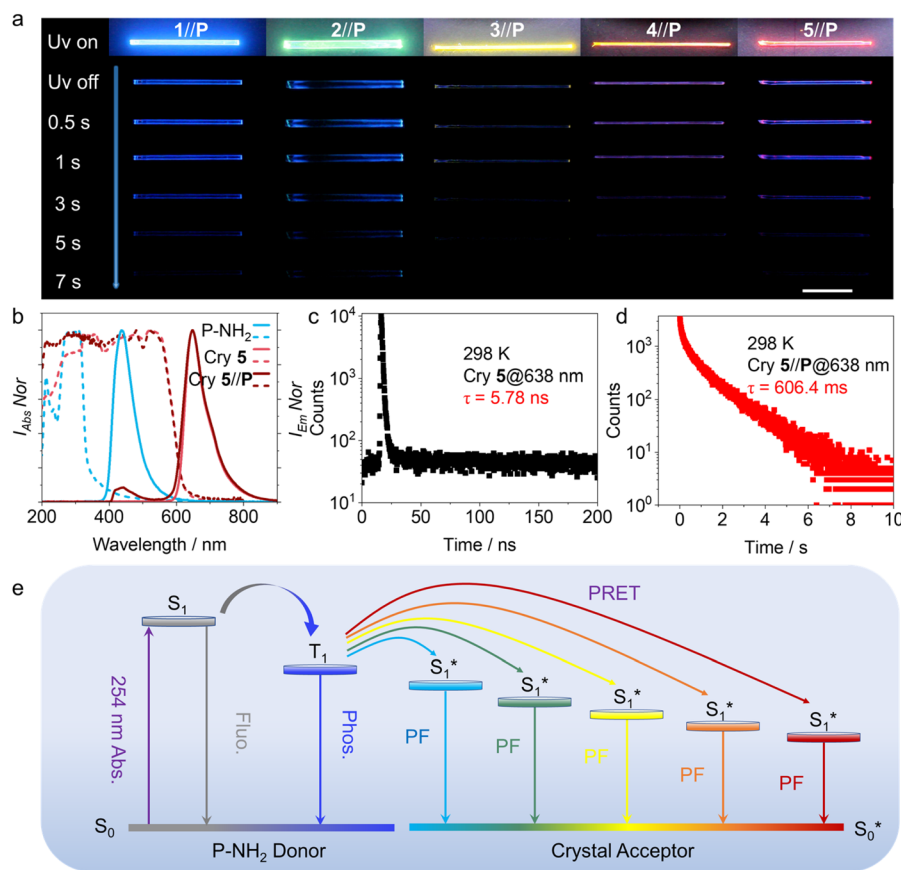 a
Uv on
1//P
2//P
3//P
4//P
5//P
Uv off
0.5 s
1 s
3 s
5 s
7 s
b
I_Abs Nor
P-NH₂
Cry 5
Cry 5//P
I_Em Nor
200
400
600
800
Wavelength / nm
c
Counts
10⁴
10³
10²
10¹
298 K
Cry 5@638 nm
τ = 5.78 ns
0
50
100
150
200
Time / ns
d
Counts
10³
10²
10¹
10⁰
298 K
Cry 5//P@638 nm
τ = 606.4 ms
0
2
4
6
8
10
Time / s
e
S₁
T₁
PRET
S₁*
S₁*
S₁*
S₁*
S₁*
254 nm Abs.
Fluo.
Phos.
PF
PF
PF
PF
PF
S₀
S₀*
P-NH₂ Donor
Crystal Acceptor